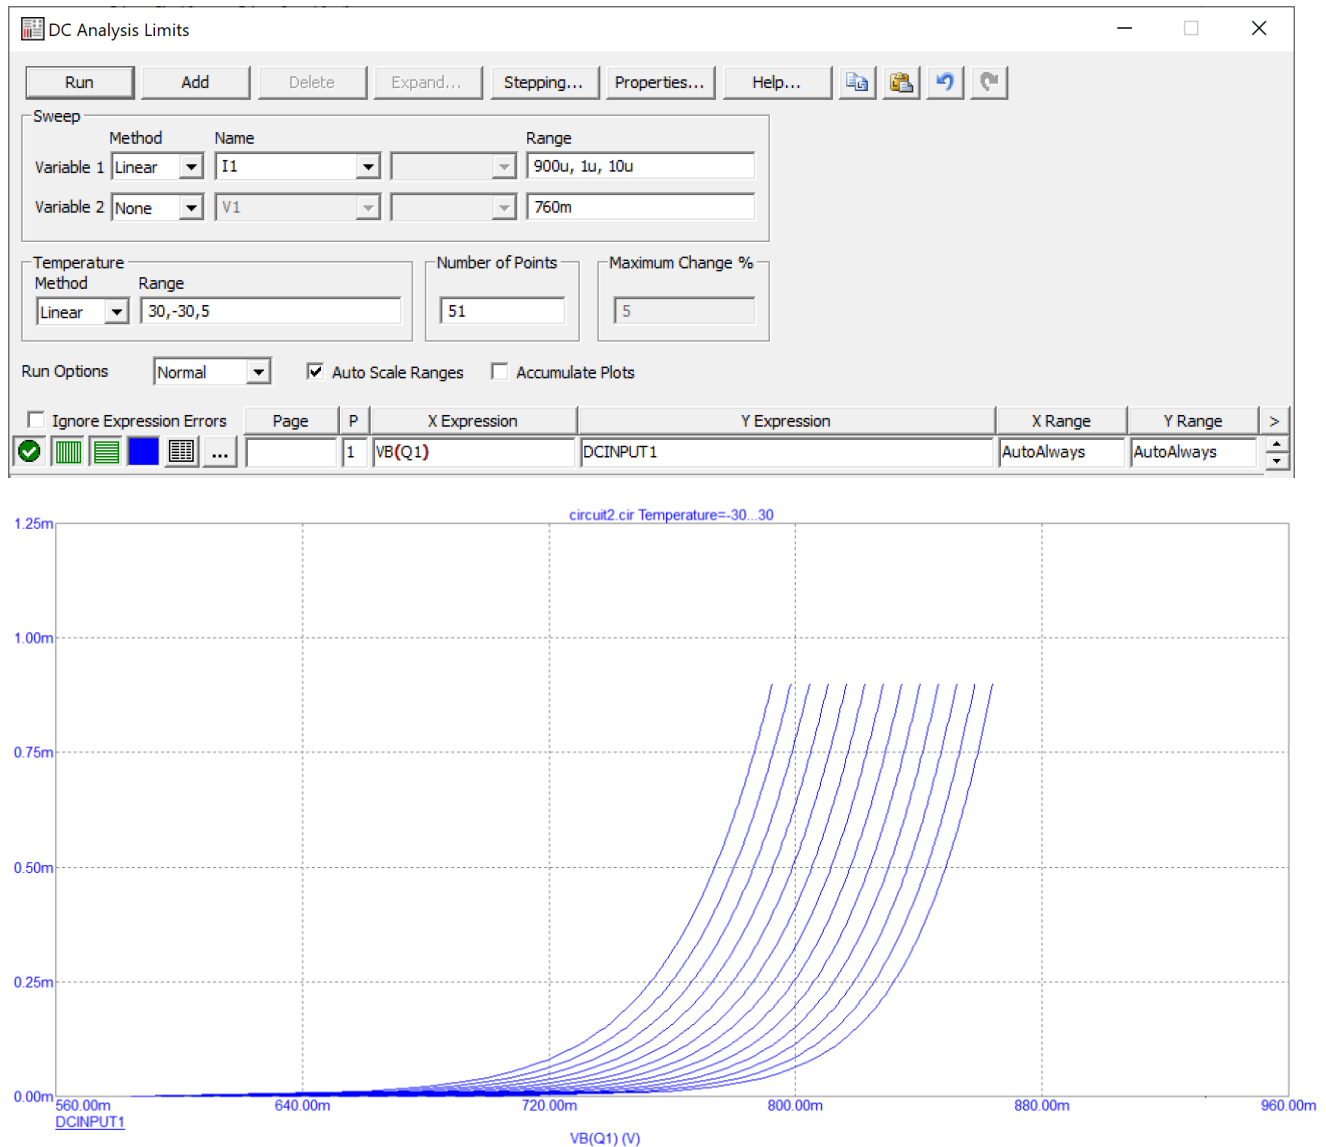 DC Analysis Limits
Run Add Delete Expand... Stepping... Properties... Help...
Sweep
Method Name Range
Variable 1 Linear I1 900u, 1u, 10u
Variable 2 None V1 760m
Temperature Number of Points Maximum Change %
Method Range
Linear 30,-30,5 51 5
Run Options Normal Auto Scale Ranges Accumulate Plots
Ignore Expression Errors Page P X Expression Y Expression X Range Y Range >
... 1 VB(Q1) DCINPUT1 AutoAlways AutoAlways
circuit2.cir Temperature=-30...30
1.25m
1.00m
0.75m
0.50m
0.25m
0.00m
560.00m 640.00m 720.00m 800.00m 880.00m 960.00m
DCINPUT1
VB(Q1) (V)